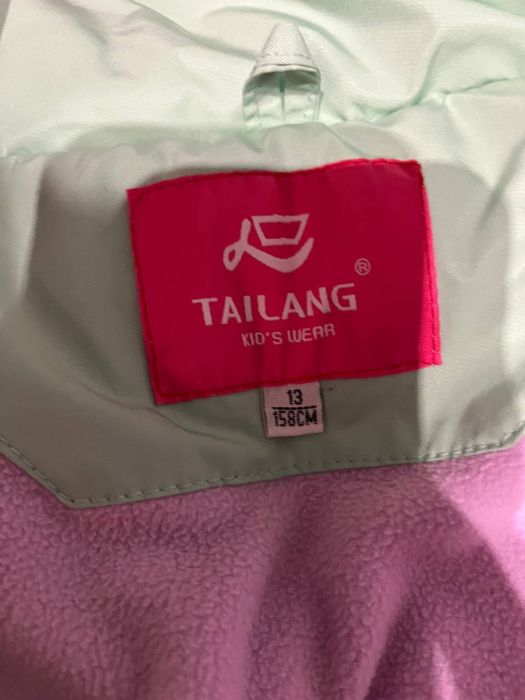 ®
TAILANG
KID'S WEAR
13
158CM